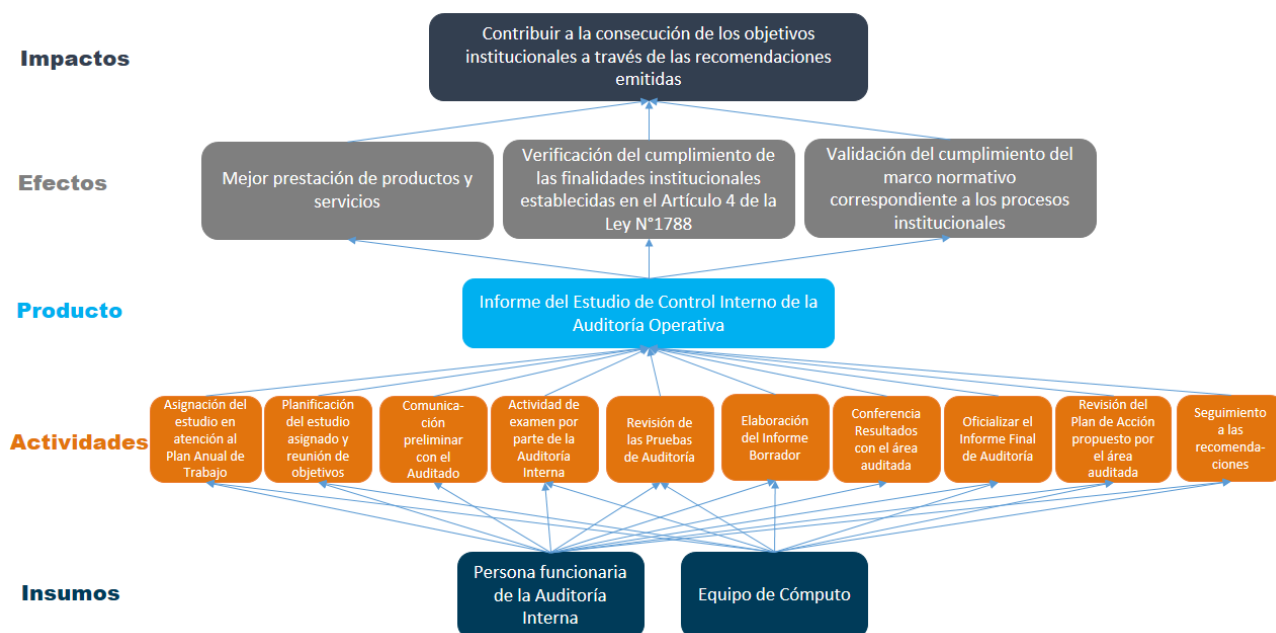 Impactos
Contribuir a la consecución de los objetivos
institucionales a través de las recomendaciones
emitidas
Efectos
Mejor prestación de productos y
servicios
Verificación del cumplimiento de
las finalidades institucionales
establecidas en el Artículo 4 de la
Ley N°1788
Validación del cumplimiento del
marco normativo
correspondiente a los procesos
institucionales
Producto
Informe del Estudio de Control Interno de la
Auditoría Operativa
Actividades
Asignación del
estudio en
atención al
Plan Anual de
Trabajo
Planificación
del estudio
asignado y
reunión de
objetivos
Comunica-
ción
preliminar
con el
Auditado
Actividad de
examen por
parte de la
Auditoría
Interna
Revisión de
las Pruebas
de Auditoría
Elaboración
del Informe
Borrador
Conferencia
Resultados
con el área
auditada
Oficializar el
Informe Final
de Auditoría
Revisión del
Plan de Acción
propuesto por
el área
auditada
Seguimiento
a las
recomenda-
ciones
Insumos
Persona funcionaria
de la Auditoría
Interna
Equipo de Cómputo